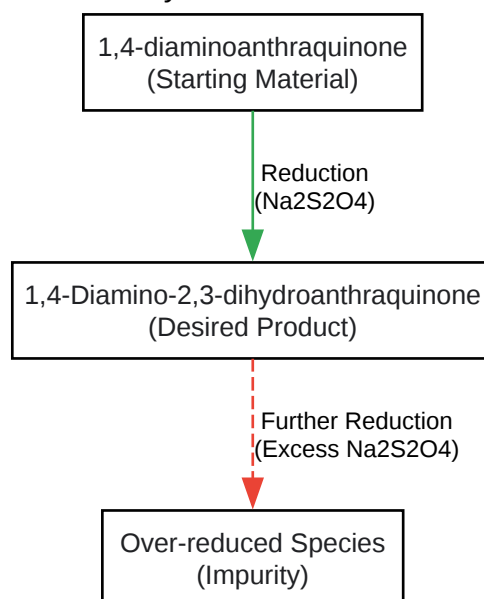 1,4-diaminoanthraquinone
(Starting Material)
Reduction
(Na2S2O4)
1,4-Diamino-2,3-dihydroanthraquinone
(Desired Product)
Further Reduction
(Excess Na2S2O4)
Over-reduced Species
(Impurity)